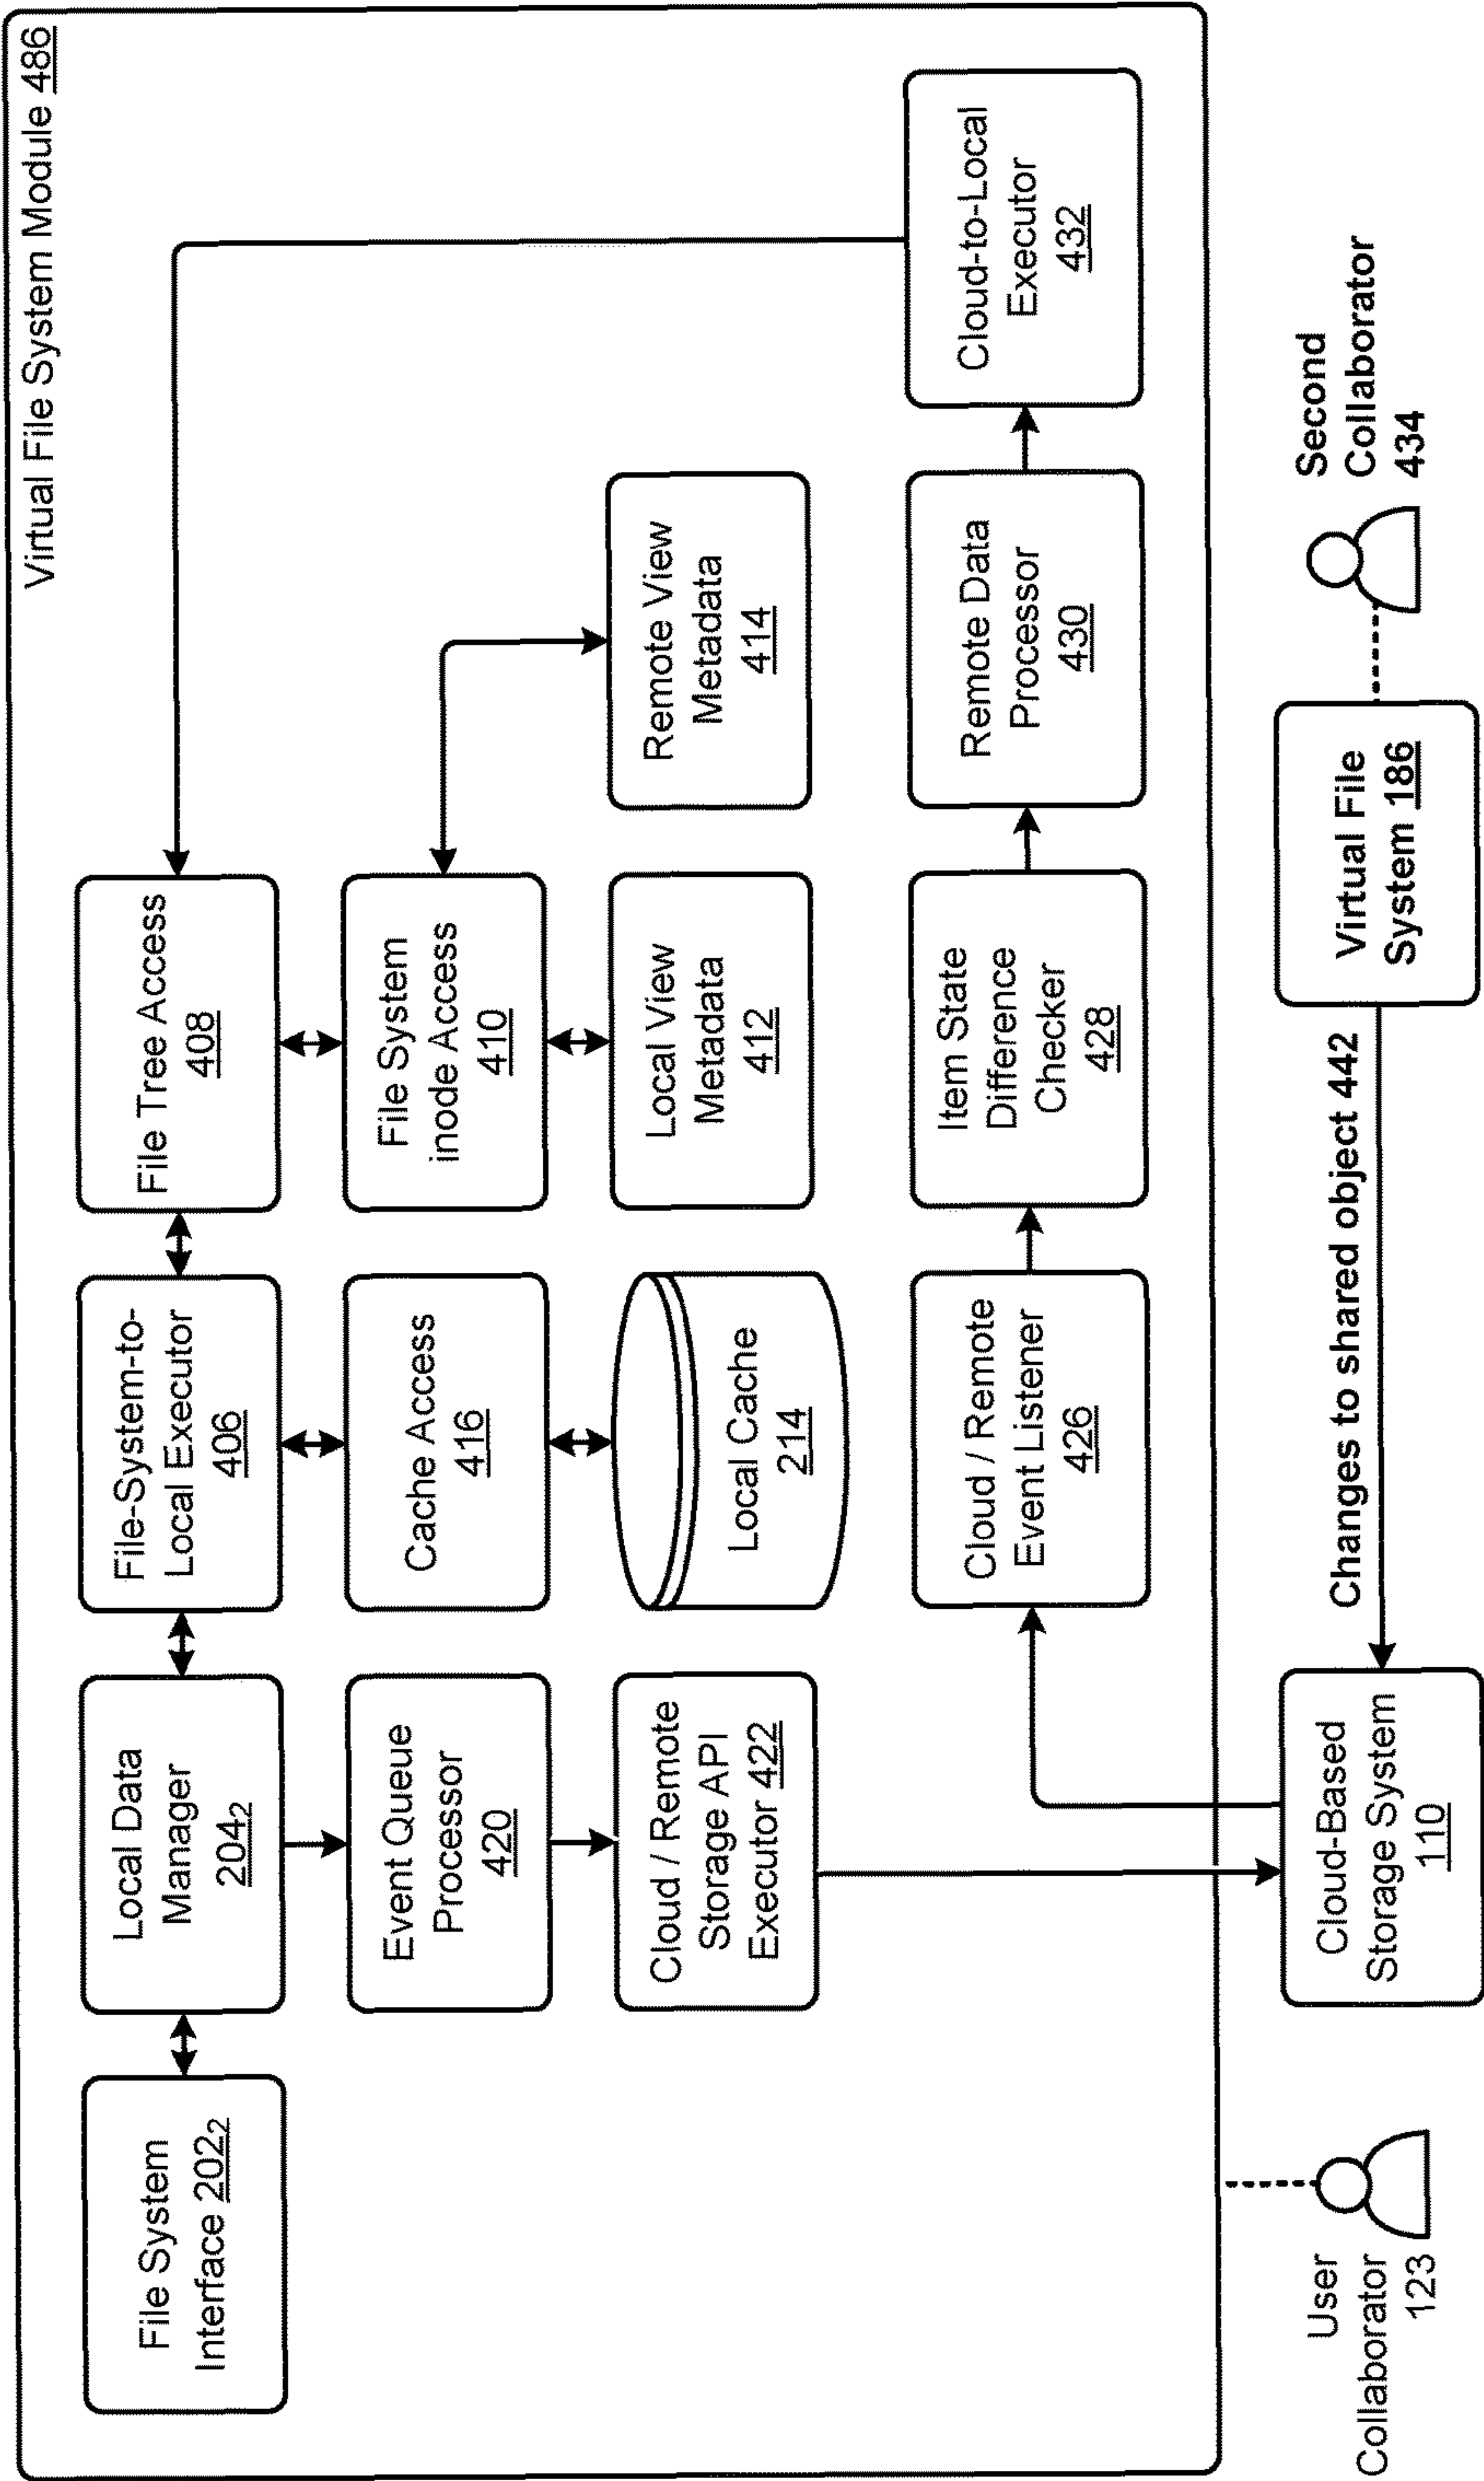 Virtual File System Module 486
File System
Interface 202₂
Local Data
Manager
204₂
File-System-to-
Local Executor
406
File Tree Access
408
Event Queue
Processor
420
Cache Access
416
File System
inode Access
410
Cloud / Remote
Storage API
Executor 422
Local Cache
214
Local View
Metadata
412
Remote View
Metadata
414
Cloud / Remote
Event Listener
426
Item State
Difference
Checker
428
Remote Data
Processor
430
Cloud-to-Local
Executor
432
User
Collaborator
123
Cloud-Based
Storage System
110
Changes to shared object 442
Virtual File
System 186
Second
Collaborator
434